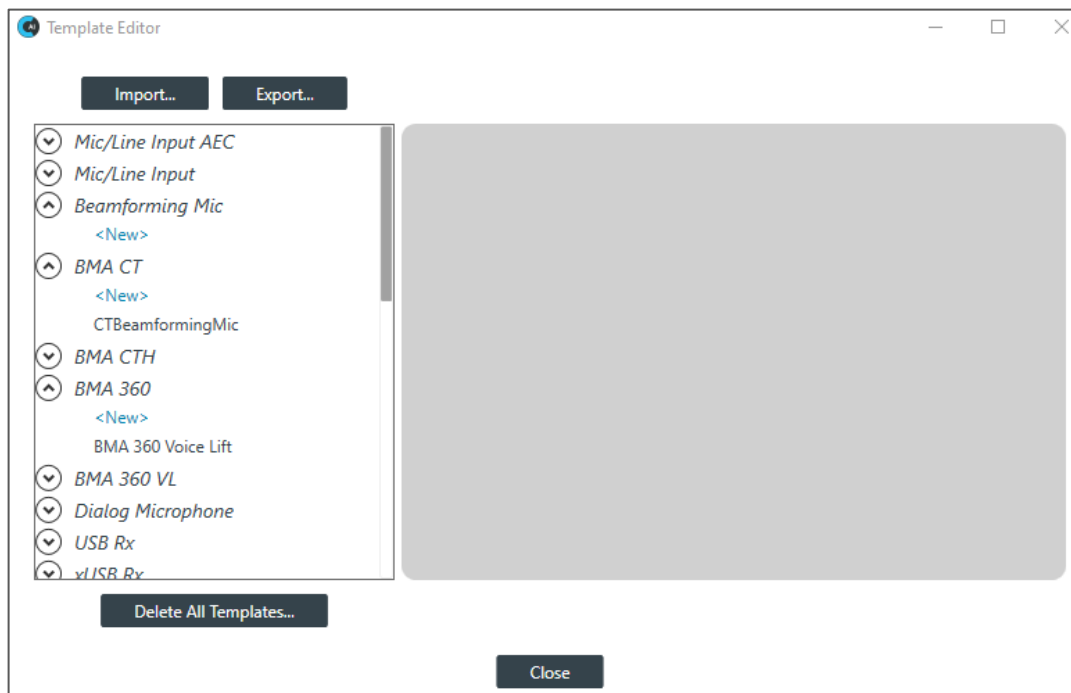 Template Editor
Import... Export...
Mic/Line Input AEC
Mic/Line Input
Beamforming Mic
<New>
BMA CT
<New>
CTBeamformingMic
BMA CTH
BMA 360
<New>
BMA 360 Voice Lift
BMA 360 VL
Dialog Microphone
USB Rx
xUSB Rx
Delete All Templates...
Close